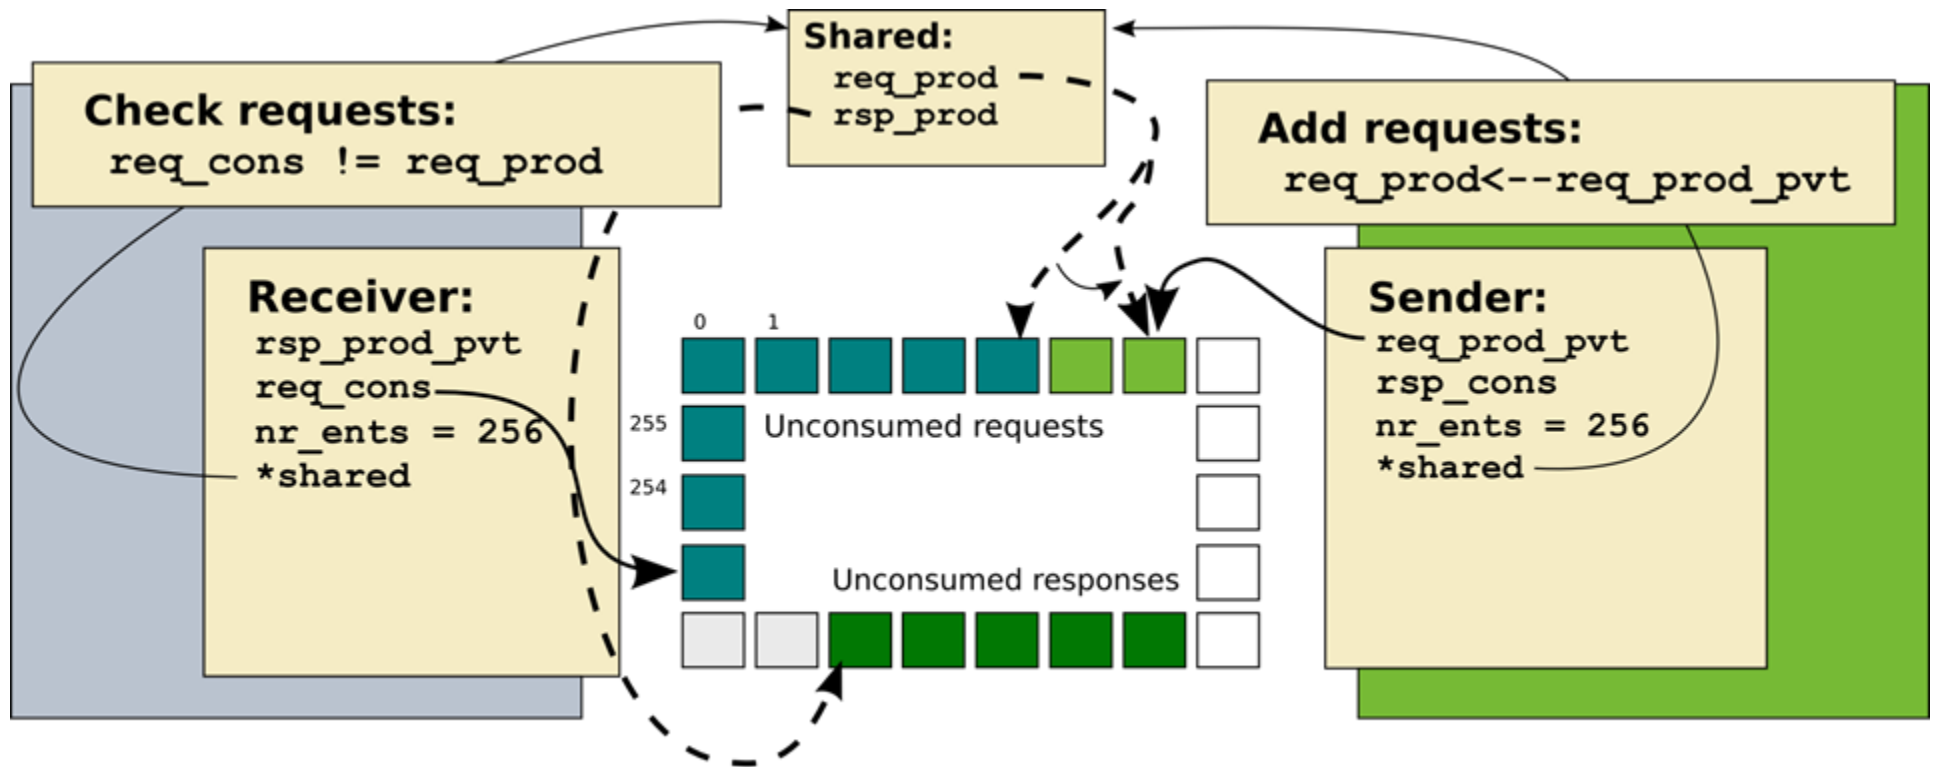 Shared:
req_prod
rsp_prod
Check requests:
req_cons != req_prod
Add requests:
req_prod<--req_prod_pvt
Receiver:
rsp_prod_pvt
req_cons
nr_ents = 256
*shared
0 1
255
254
Unconsumed requests
Unconsumed responses
Sender:
req_prod_pvt
rsp_cons
nr_ents = 256
*shared